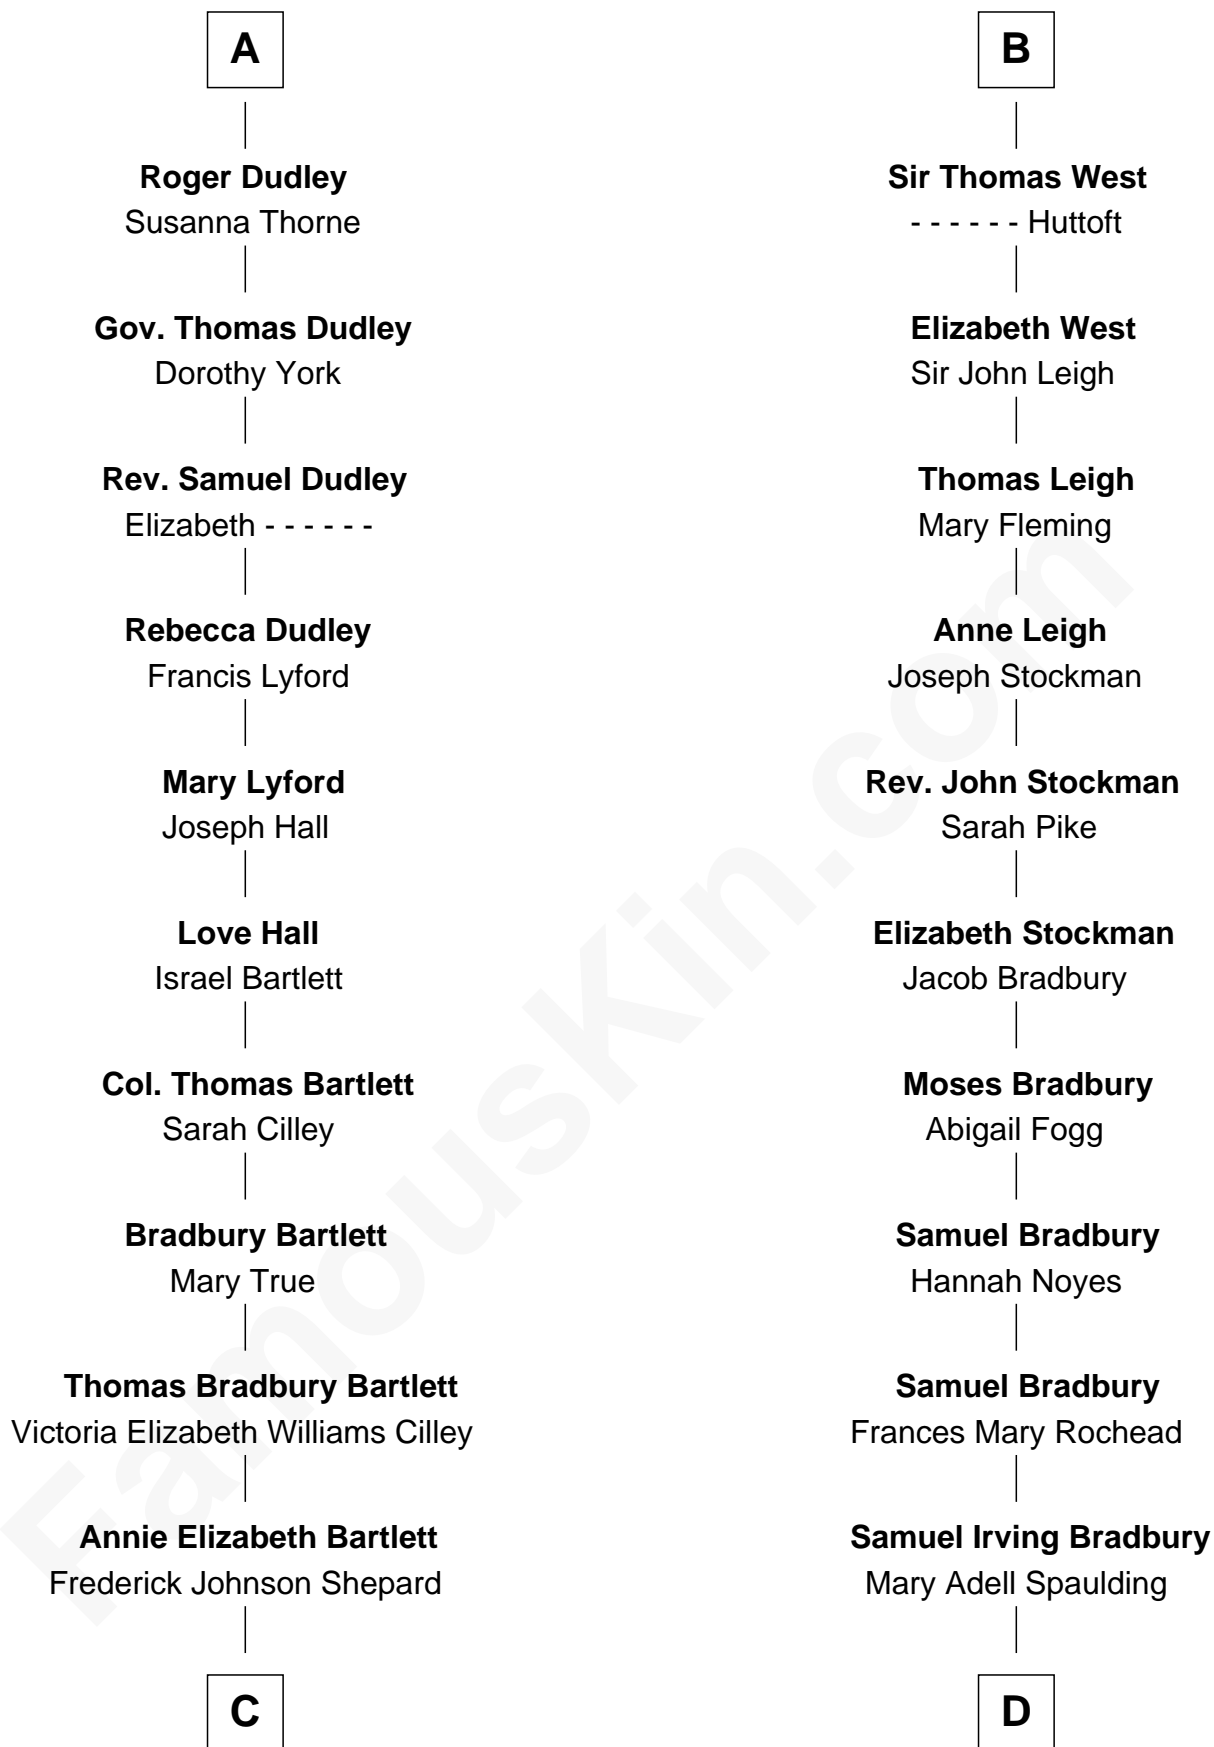 A
Roger Dudley
Susanna Thorne
Gov. Thomas Dudley
Dorothy York
Rev. Samuel Dudley
Elizabeth - - - - - -
Rebecca Dudley
Francis Lyford
Mary Lyford
Joseph Hall
Love Hall
Israel Bartlett
Col. Thomas Bartlett
Sarah Cilley
Bradbury Bartlett
Mary True
Thomas Bradbury Bartlett
Victoria Elizabeth Williams Cilley
Annie Elizabeth Bartlett
Frederick Johnson Shepard
C
B
Sir Thomas West
- - - - - - Huttoft
Elizabeth West
Sir John Leigh
Thomas Leigh
Mary Fleming
Anne Leigh
Joseph Stockman
Rev. John Stockman
Sarah Pike
Elizabeth Stockman
Jacob Bradbury
Moses Bradbury
Abigail Fogg
Samuel Bradbury
Hannah Noyes
Samuel Bradbury
Frances Mary Rochead
Samuel Irving Bradbury
Mary Adell Spaulding
D
FamousKin.com